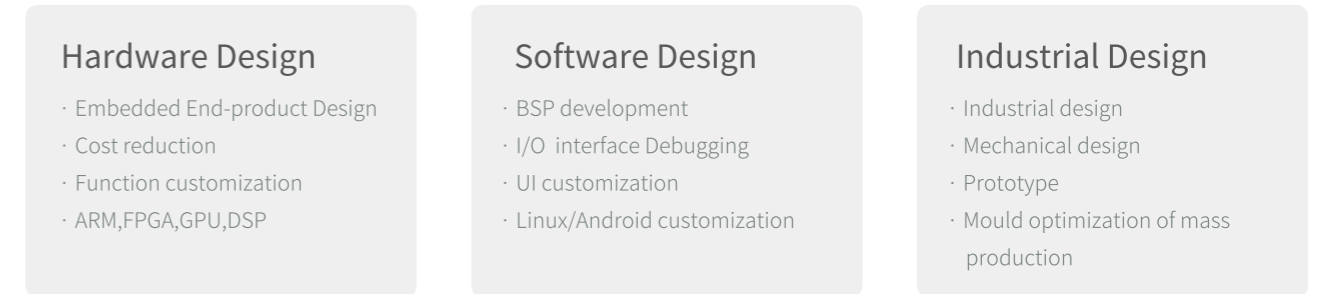 Hardware Design
· Embedded End-product Design
· Cost reduction
· Function customization
· ARM,FPGA,GPU,DSP
Software Design
· BSP development
· I/O  interface Debugging
· UI customization
· Linux/Android customization
Industrial Design
· Industrial design
· Mechanical design
· Prototype
· Mould optimization of mass
production